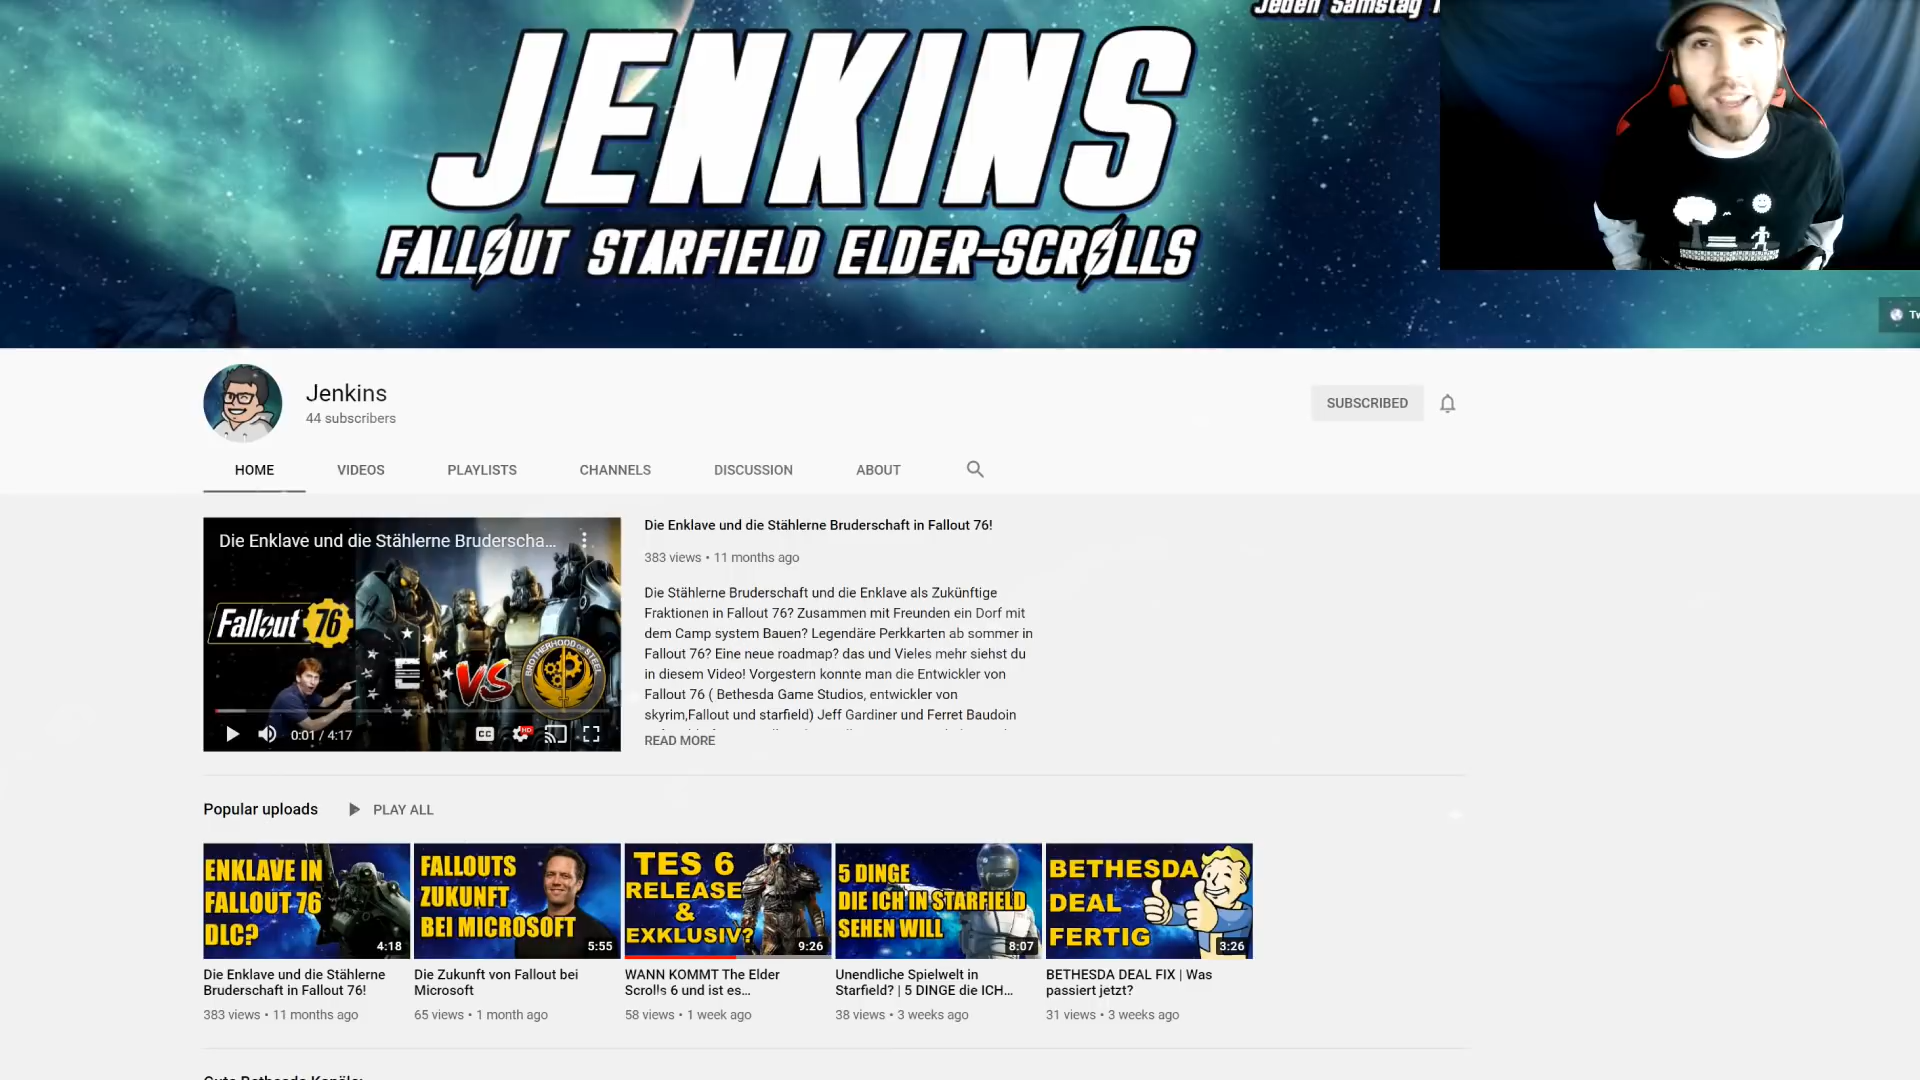 Jeden Samstag
JENKINS
FALLOUT STARFIELD ELDER-SCROLLS
Tw
Jenkins
44 subscribers
SUBSCRIBED
HOME
VIDEOS
PLAYLISTS
CHANNELS
DISCUSSION
ABOUT
Die Enklave und die Stählerne Bruderscha...
Fallout 76
E
VS
BROTHERHOOD OF STEEL
0:01 / 4:17
CC
HD
Die Enklave und die Stählerne Bruderschaft in Fallout 76!
383 views • 11 months ago
Die Stählerne Bruderschaft und die Enklave als Zukünftige
Fraktionen in Fallout 76? Zusammen mit Freunden ein Dorf mit
dem Camp system Bauen? Legendäre Perkkarten ab sommer in
Fallout 76? Eine neue roadmap? das und Vieles mehr siehst du
in diesem Video! Vorgestern konnte man die Entwickler von
Fallout 76 ( Bethesda Game Studios, entwickler von
skyrim,Fallout und starfield) Jeff Gardiner und Ferret Baudoin
READ MORE
Popular uploads
PLAY ALL
ENKLAVE IN
FALLOUT 76
DLC?
4:18
Die Enklave und die Stählerne
Bruderschaft in Fallout 76!
383 views • 11 months ago
FALLOUTS
ZUKUNFT
BEI MICROSOFT
5:55
Die Zukunft von Fallout bei
Microsoft
65 views • 1 month ago
TES 6
RELEASE
&
EXKLUSIV?
9:26
WANN KOMMT The Elder
Scrolls 6 und ist es...
58 views • 1 week ago
5 DINGE
DIE ICH IN STARFIELD
SEHEN WILL
8:07
Unendliche Spielwelt in
Starfield? | 5 DINGE die ICH...
38 views • 3 weeks ago
BETHESDA
DEAL
FERTIG
3:26
BETHESDA DEAL FIX | Was
passiert jetzt?
31 views • 3 weeks ago
Gute Bethesda Kanäle: